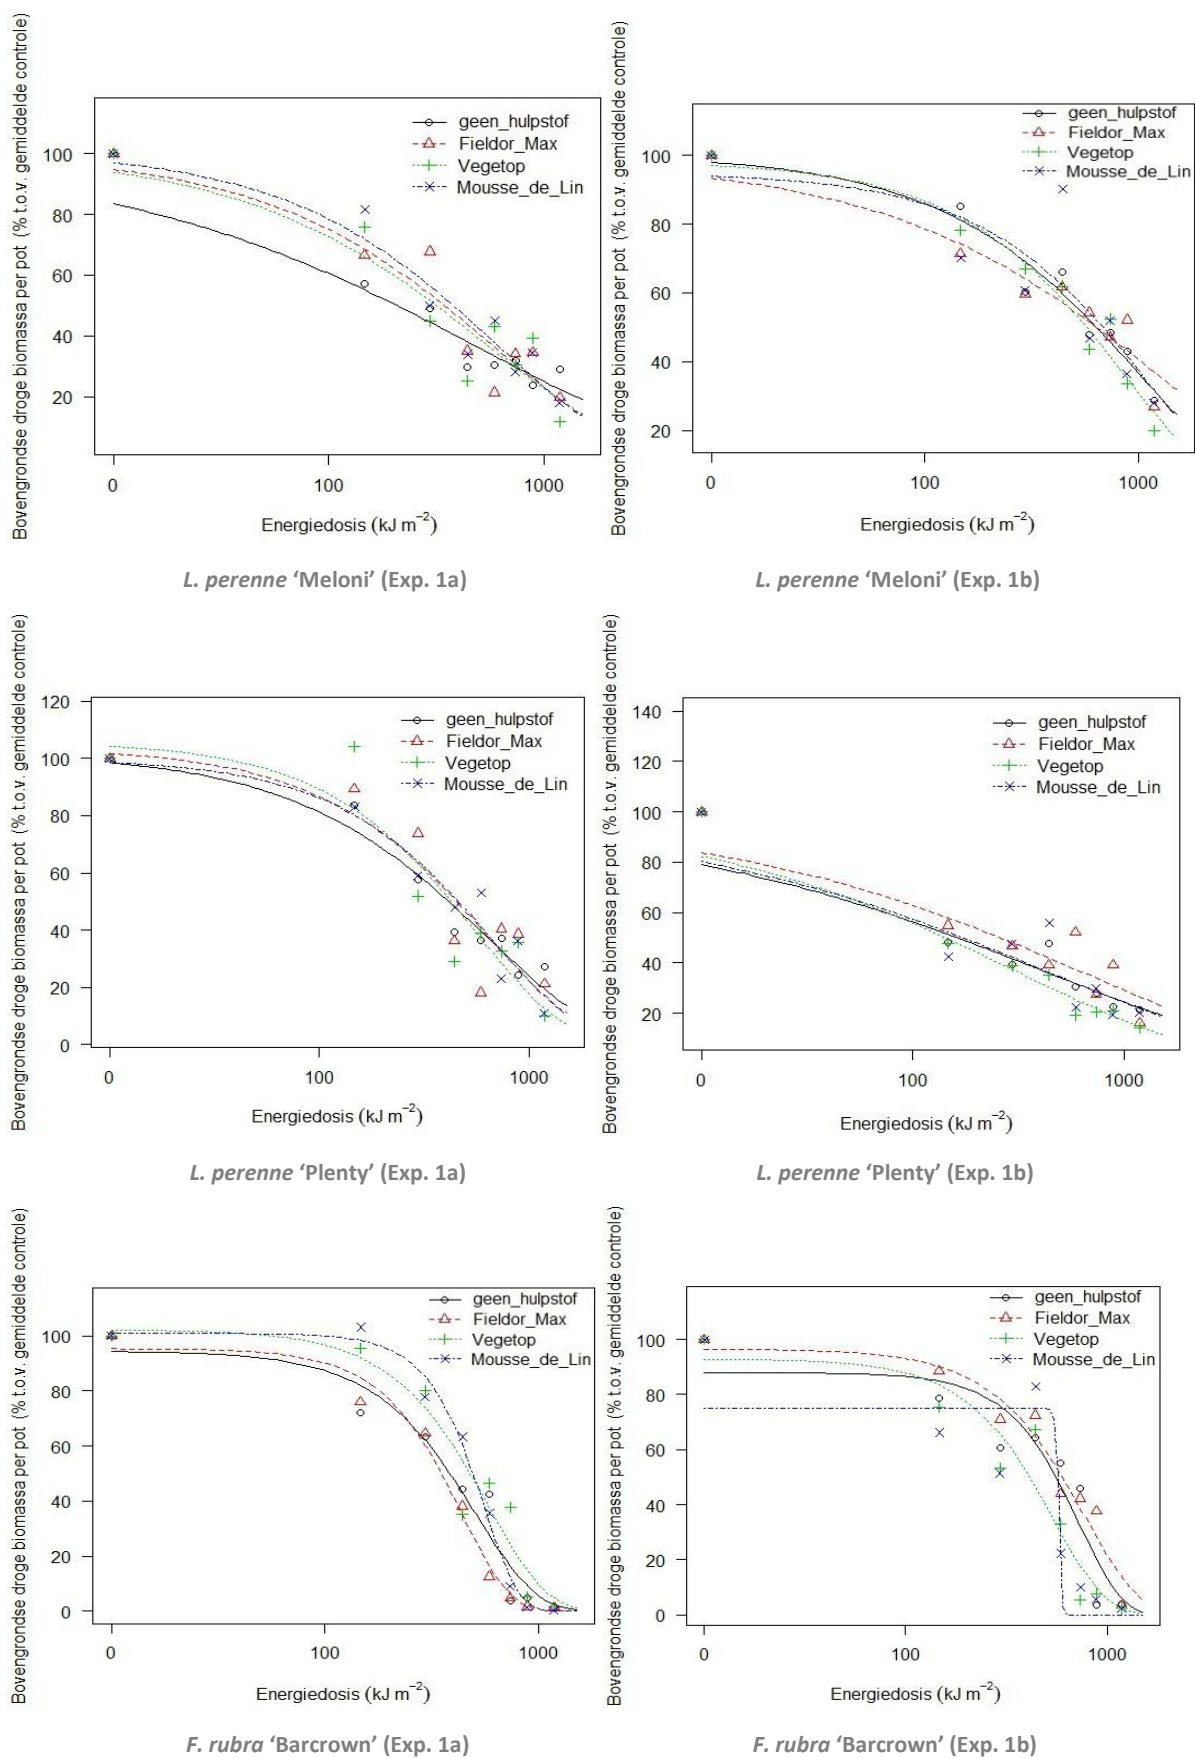 Bovengrondse droge biomassa per pot (% t.o.v. gemiddelde controle)
100
80
60
40
20
geen_hulpstof
Fieldor_Max
Vegetop
Mousse_de_Lin
0
100
1000
Energiedosis (kJ m⁻²)
L. perenne ‘Meloni’ (Exp. 1a)
Bovengrondse droge biomassa per pot (% t.o.v. gemiddelde controle)
100
80
60
40
20
geen_hulpstof
Fieldor_Max
Vegetop
Mousse_de_Lin
0
100
1000
Energiedosis (kJ m⁻²)
L. perenne ‘Meloni’ (Exp. 1b)
Bovengrondse droge biomassa per pot (% t.o.v. gemiddelde controle)
120
100
80
60
40
20
0
geen_hulpstof
Fieldor_Max
Vegetop
Mousse_de_Lin
0
100
1000
Energiedosis (kJ m⁻²)
L. perenne ‘Plenty’ (Exp. 1a)
Bovengrondse droge biomassa per pot (% t.o.v. gemiddelde controle)
140
120
100
80
60
40
20
geen_hulpstof
Fieldor_Max
Vegetop
Mousse_de_Lin
0
100
1000
Energiedosis (kJ m⁻²)
L. perenne ‘Plenty’ (Exp. 1b)
Bovengrondse droge biomassa per pot (% t.o.v. gemiddelde controle)
100
80
60
40
20
0
geen_hulpstof
Fieldor_Max
Vegetop
Mousse_de_Lin
0
100
1000
Energiedosis (kJ m⁻²)
F. rubra ‘Barcrown’ (Exp. 1a)
Bovengrondse droge biomassa per pot (% t.o.v. gemiddelde controle)
100
80
60
40
20
0
geen_hulpstof
Fieldor_Max
Vegetop
Mousse_de_Lin
0
100
1000
Energiedosis (kJ m⁻²)
F. rubra ‘Barcrown’ (Exp. 1b)